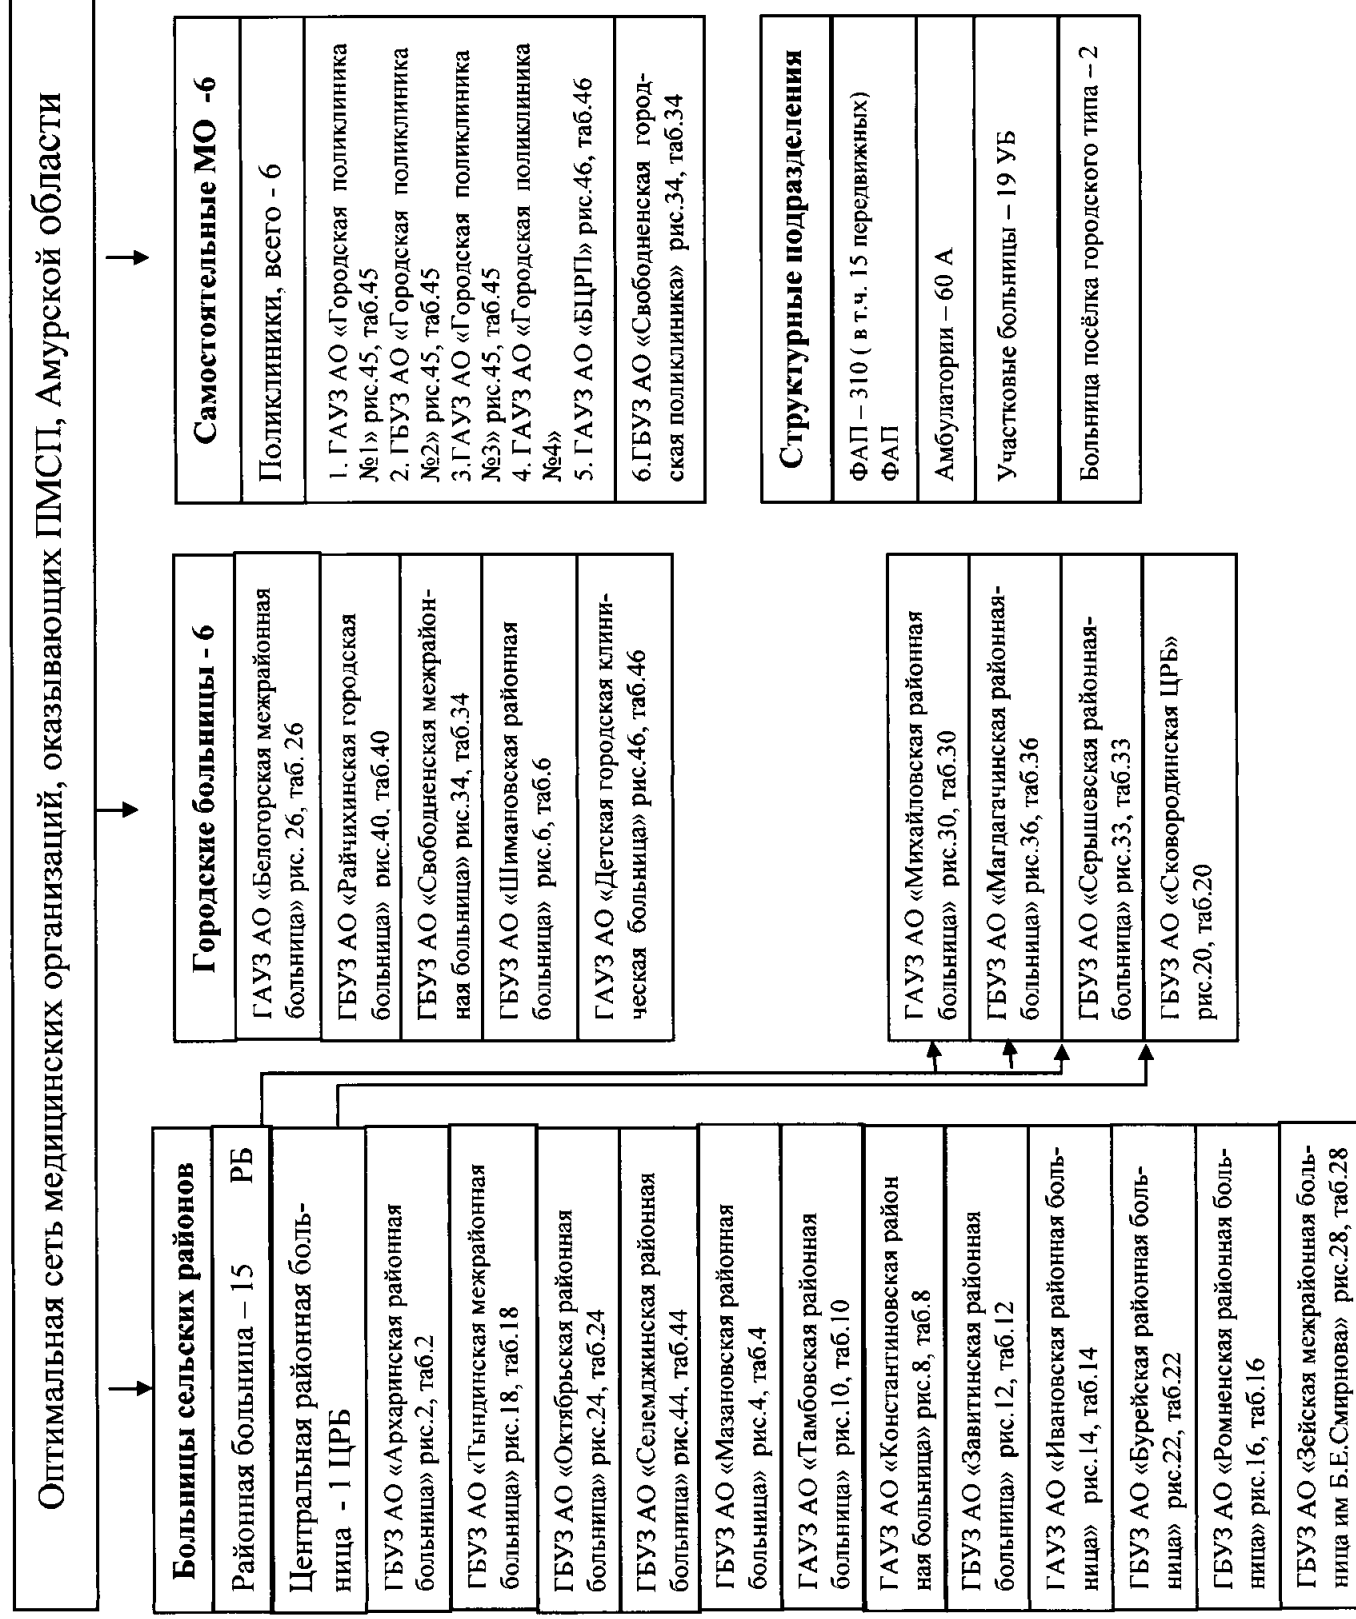 Оптимальная сеть медицинских организаций, оказывающих ПМСП, Амурской области
Больницы сельских районов
Районная больница – 15 РБ
Центральная районная боль-
ница - 1 ЦРБ
ГБУЗ АО «Архаринская районная
больница» рис.2, таб.2
ГБУЗ АО «Тындинская межрайонная
больница» рис.18, таб.18
ГБУЗ АО «Октябрьская районная
больница» рис.24, таб.24
ГБУЗ АО «Селемджинская районная
больница» рис.44, таб.44
ГБУЗ АО «Мазановская районная
больница» рис.4, таб.4
ГАУЗ АО «Тамбовская районная
больница» рис.10, таб.10
ГАУЗ АО «Константиновская район
ная больница» рис.8, таб.8
ГБУЗ АО «Завитинская районная
больница» рис.12, таб.12
ГАУЗ АО «Ивановская районная боль-
ница» рис.14, таб.14
ГБУЗ АО «Бурейская районная боль-
ница» рис.22, таб.22
ГБУЗ АО «Ромненская районная боль-
ница» рис.16, таб.16
ГБУЗ АО «Зейская межрайонная боль-
ница им Б.Е.Смирнова» рис.28, таб.28
Городские больницы - 6
ГАУЗ АО «Белогорская межрайонная
больница» рис. 26, таб. 26
ГБУЗ АО «Райчихинская городская
больница» рис.40, таб.40
ГБУЗ АО «Свободненская межрайон-
ная больница» рис.34, таб.34
ГБУЗ АО «Шимановская районная
больница» рис.6, таб.6
ГАУЗ АО «Детская городская клини-
ческая больница» рис.46, таб.46
ГАУЗ АО «Михайловская районная
больница» рис.30, таб.30
ГБУЗ АО «Магдагачинская районная-
больница» рис.36, таб.36
ГБУЗ АО «Серышевская районная-
больница» рис.33, таб.33
ГБУЗ АО «Сковородинская ЦРБ»
рис.20, таб.20
Самостоятельные МО -6
Поликлиники, всего - 6
1. ГАУЗ АО «Городская поликлиника
№1» рис.45, таб.45
2. ГБУЗ АО «Городская поликлиника
№2» рис.45, таб.45
3.ГАУЗ АО «Городская поликлиника
№3» рис.45, таб.45
4. ГАУЗ АО «Городская поликлиника
№4»
5. ГАУЗ АО «БЦРП» рис.46, таб.46
6.ГБУЗ АО «Свободненская город-
ская поликлиника» рис.34, таб.34
Структурные подразделения
ФАП – 310 ( в т.ч. 15 передвижных)
ФАП
Амбулатории – 60 А
Участковые больницы – 19 УБ
Больница посёлка городского типа – 2